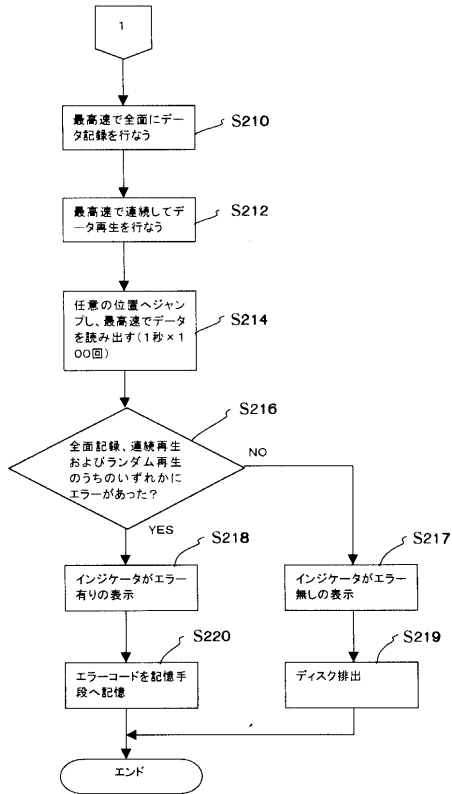 1
最高速で全面にデー
タ記録を行なう
S210
最高速で連続してデ
ータ再生を行なう
S212
任意の位置へジャン
プし、最高速でデータ
を読み出す(1秒×1
00回)
S214
全面記録、連続再生
およびランダム再生
のうちのいずれかに
エラーがあった?
S216
NO
YES
インジケータがエラー
有りの表示
S218
インジケータがエラー
無しの表示
S217
エラーコードを記憶手
段へ記憶
S220
ディスク排出
S219
エンド